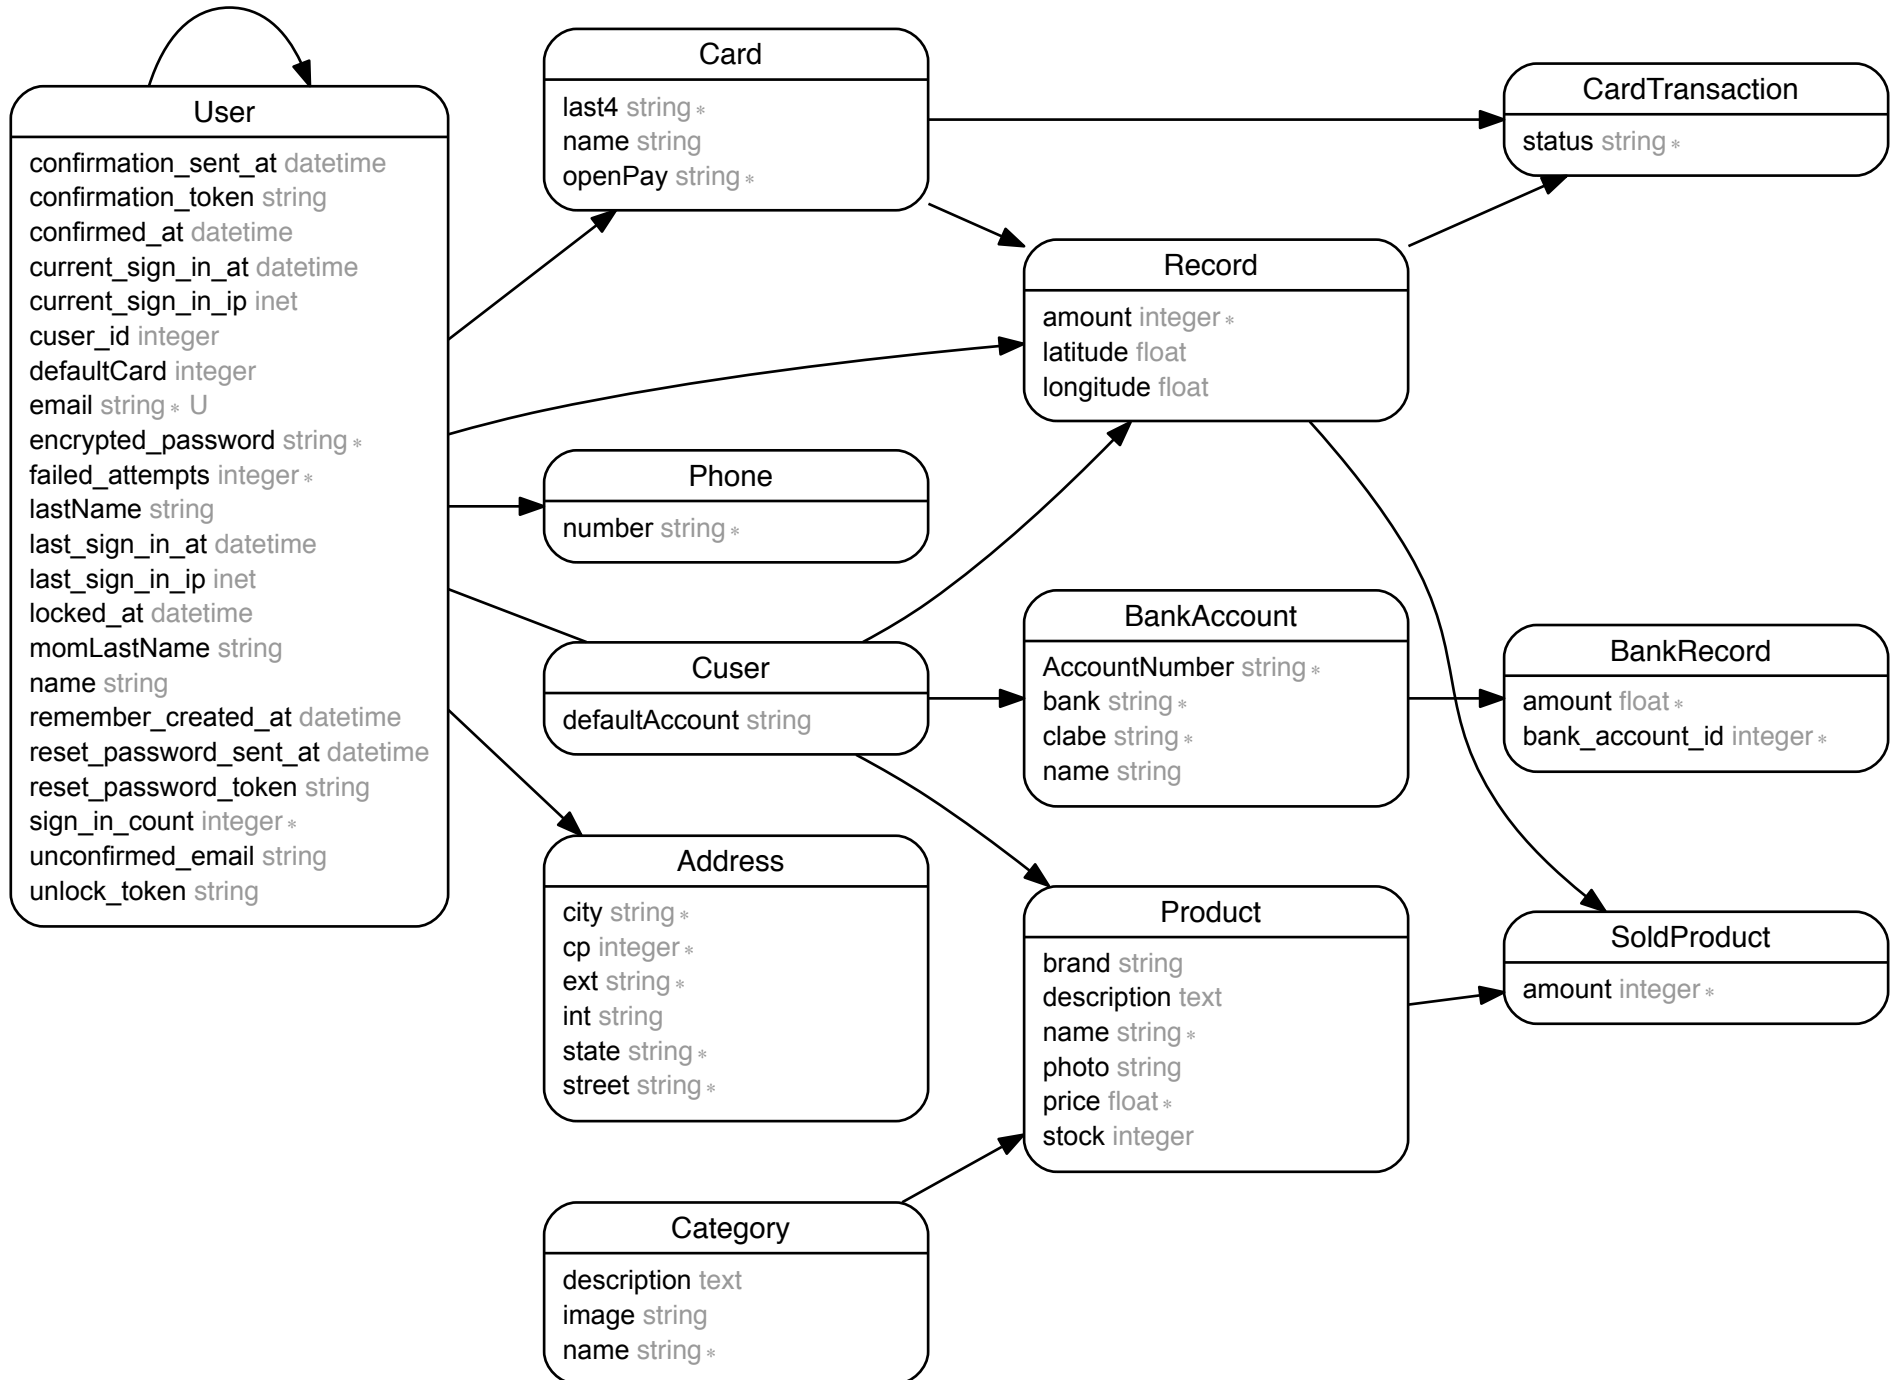 User
confirmation_sent_at datetime
confirmation_token string
confirmed_at datetime
current_sign_in_at datetime
current_sign_in_ip inet
cuser_id integer
defaultCard integer
email string * U
encrypted_password string *
failed_attempts integer *
lastName string
last_sign_in_at datetime
last_sign_in_ip inet
locked_at datetime
momLastName string
name string
remember_created_at datetime
reset_password_sent_at datetime
reset_password_token string
sign_in_count integer *
unconfirmed_email string
unlock_token string
Card
last4 string *
name string
openPay string *
Phone
number string *
Cuser
defaultAccount string
Address
city string *
cp integer *
ext string *
int string
state string *
street string *
Category
description text
image string
name string *
Record
amount integer *
latitude float
longitude float
BankAccount
AccountNumber string *
bank string *
clabe string *
name string
Product
brand string
description text
name string *
photo string
price float *
stock integer
CardTransaction
status string *
BankRecord
amount float *
bank_account_id integer *
SoldProduct
amount integer *